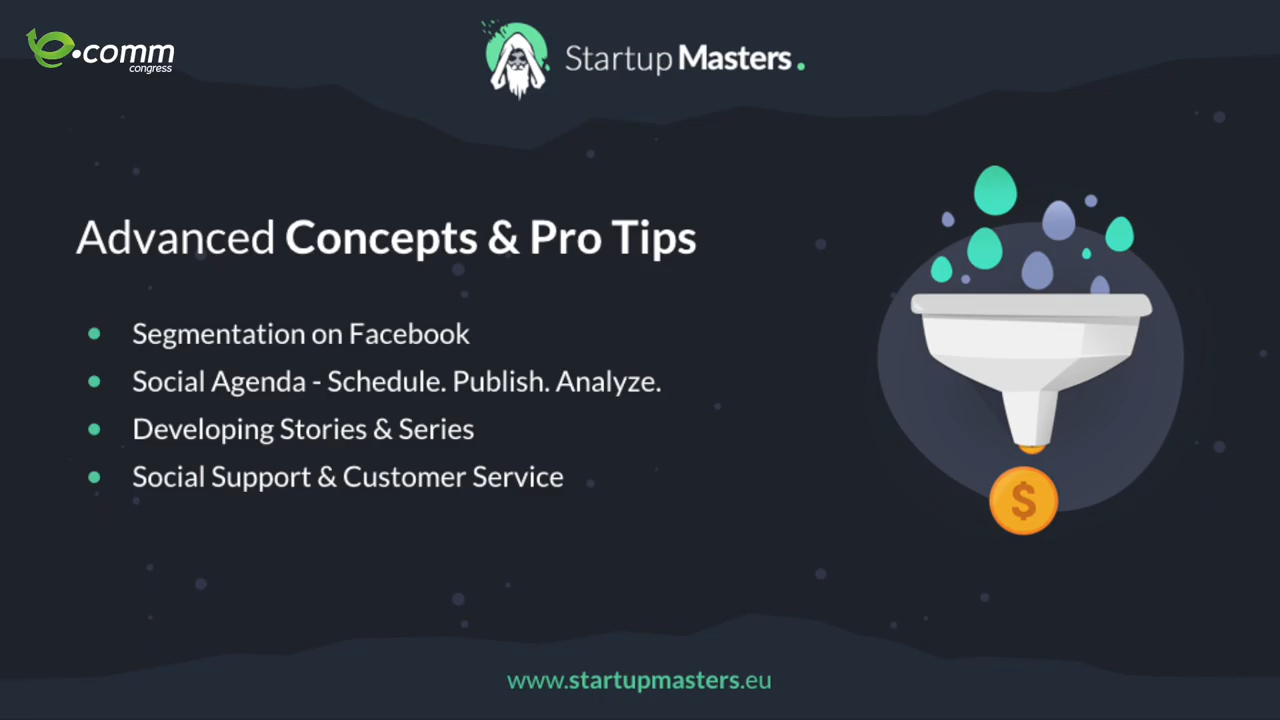 e.comm
congress
Startup Masters.
Advanced Concepts & Pro Tips
Segmentation on Facebook
Social Agenda - Schedule. Publish. Analyze.
Developing Stories & Series
Social Support & Customer Service
$
www.startupmasters.eu